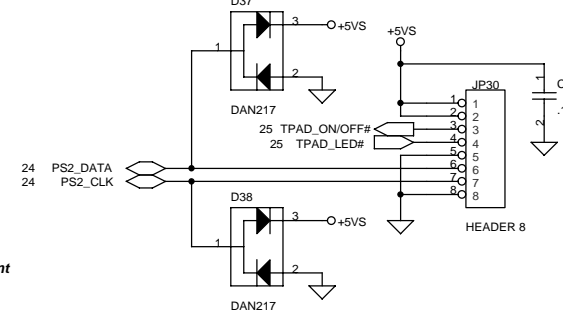 D37
3
+5VS
1
2
DAN217
+5VS
JP30
1
1 1
2 2
3 3
4 4
5 5
6 6
7 7
8 8
2
HEADER 8
25 TPAD_ON/OFF#
25 TPAD_LED#
24 PS2_DATA
24 PS2_CLK
D38
3
+5VS
1
2
DAN217